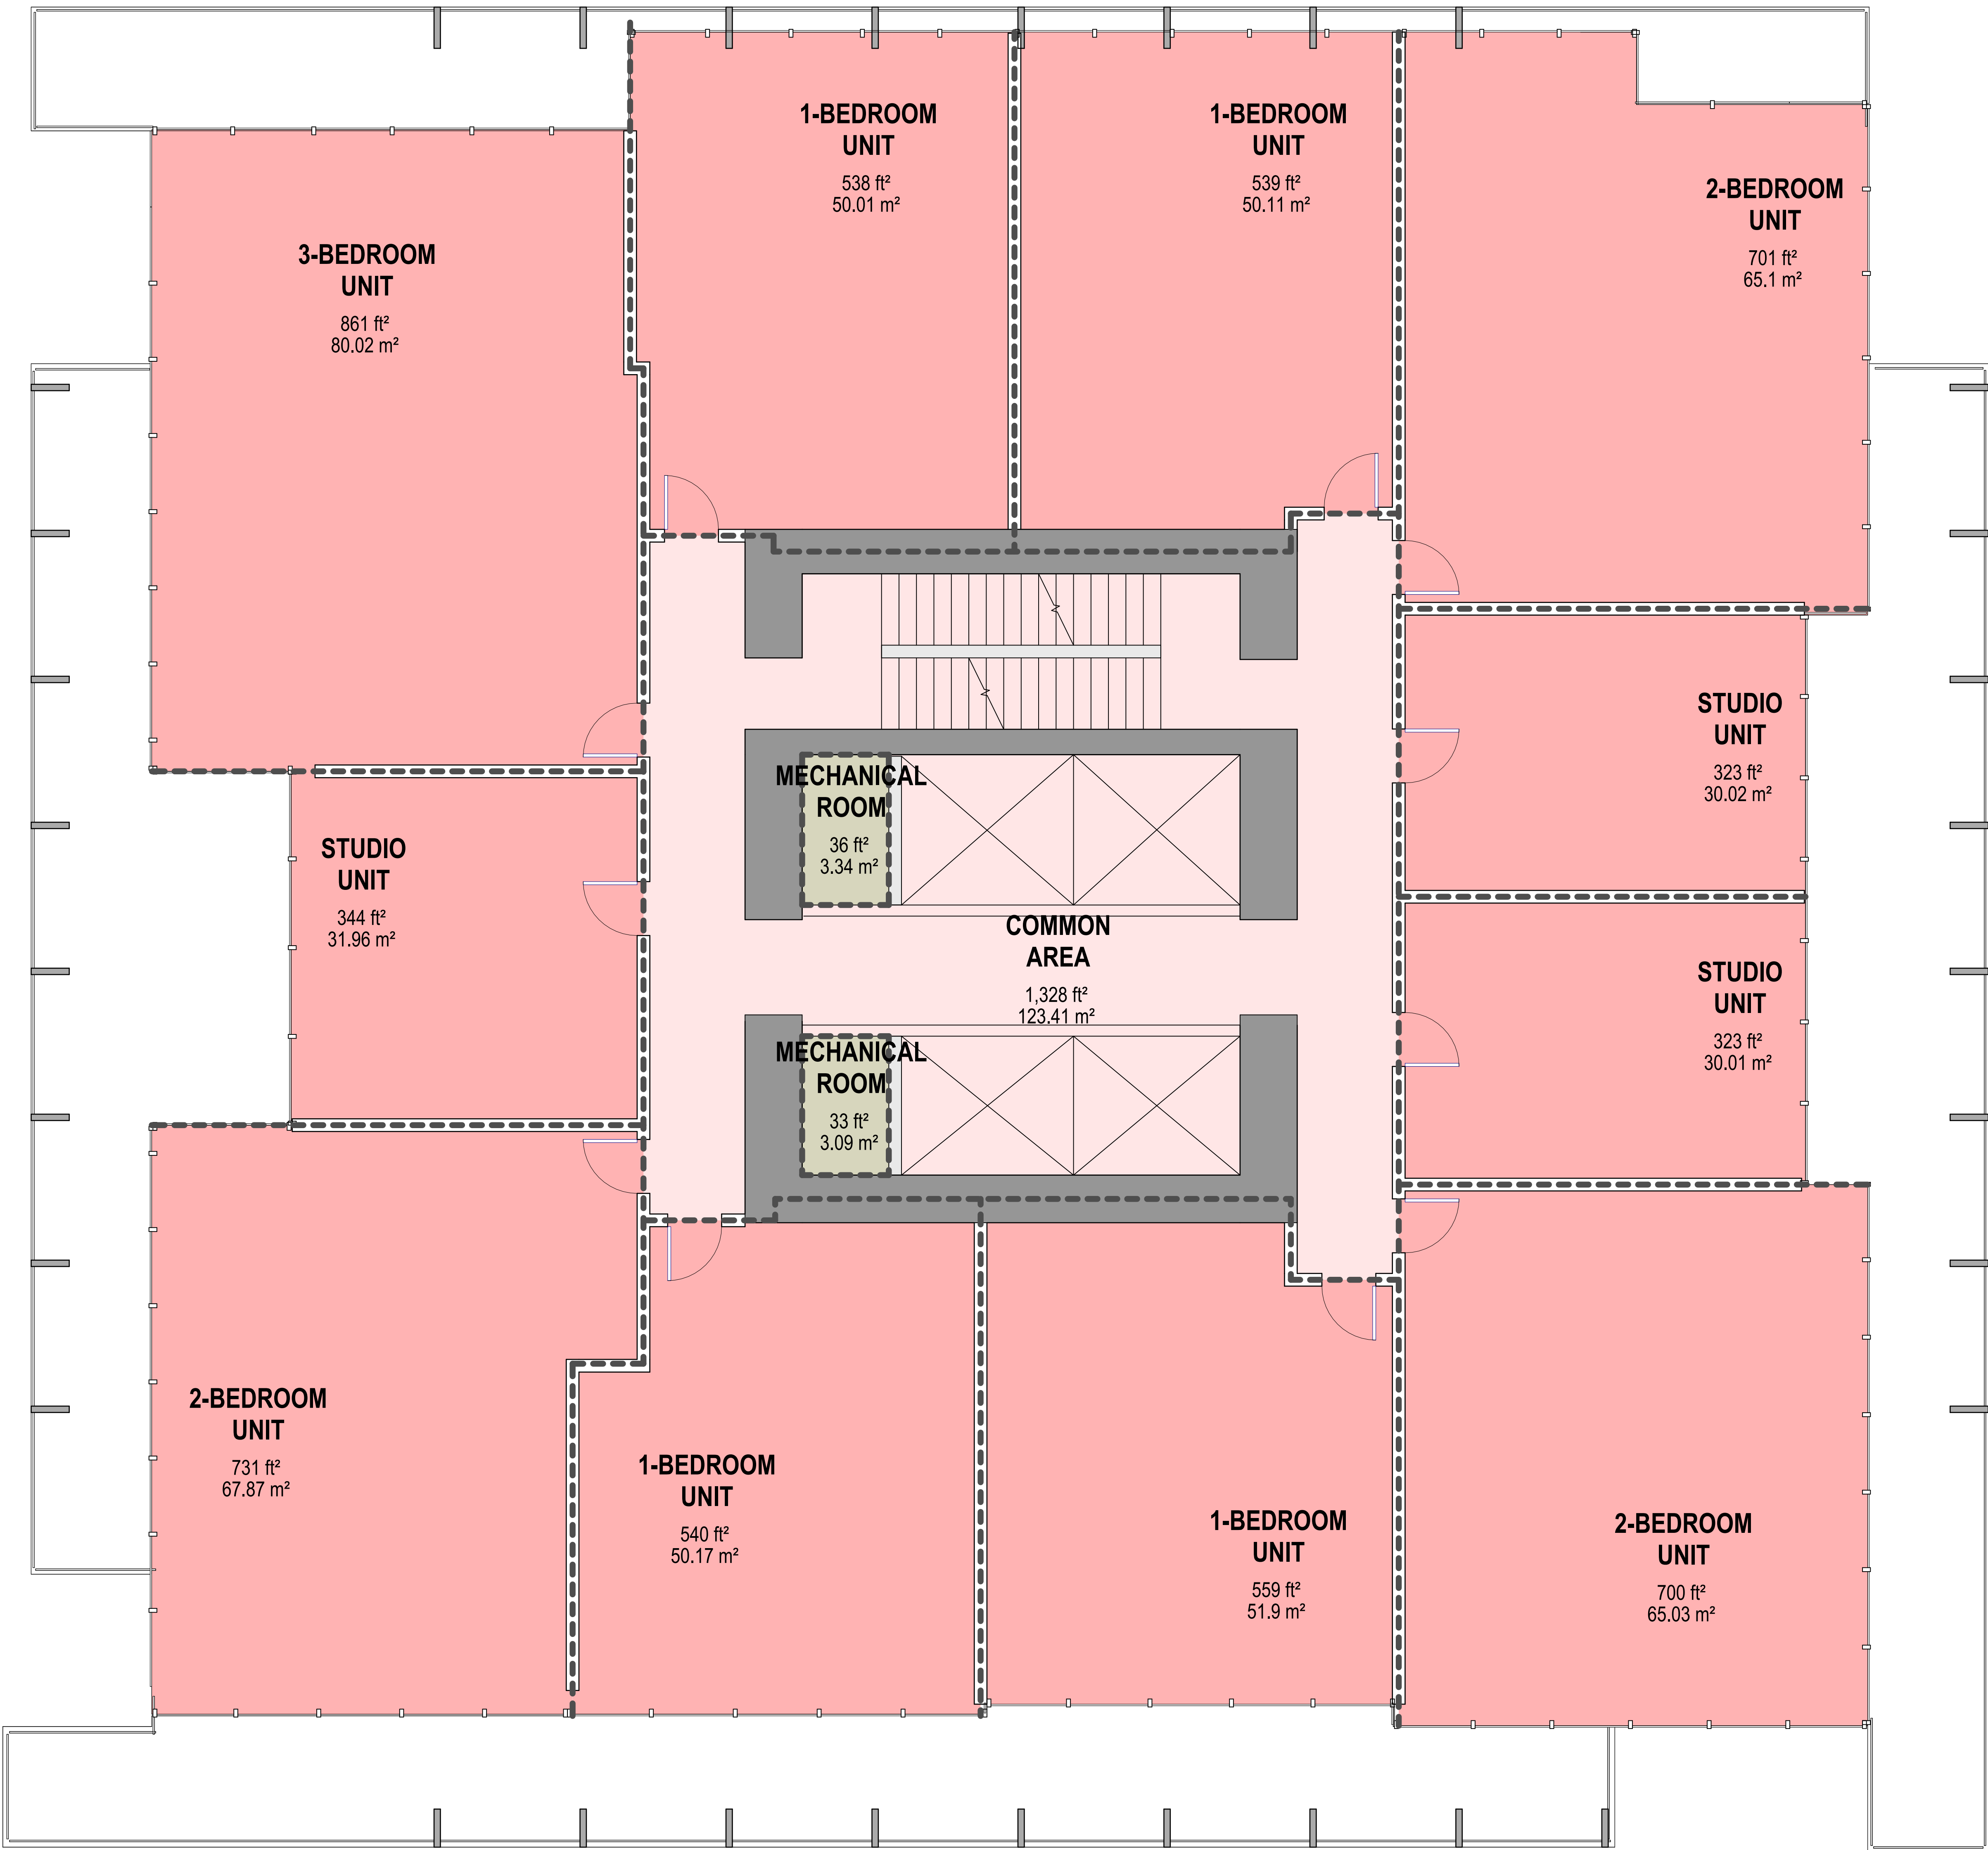 1-BEDROOM
UNIT
538 ft²
50.01 m²
1-BEDROOM
UNIT
539 ft²
50.11 m²
2-BEDROOM
UNIT
701 ft²
65.1 m²
3-BEDROOM
UNIT
861 ft²
80.02 m²
STUDIO
UNIT
323 ft²
30.02 m²
MECHANICAL
ROOM
36 ft²
3.34 m²
STUDIO
UNIT
344 ft²
31.96 m²
COMMON
AREA
1,328 ft²
123.41 m²
STUDIO
UNIT
323 ft²
30.01 m²
MECHANICAL
ROOM
33 ft²
3.09 m²
2-BEDROOM
UNIT
731 ft²
67.87 m²
1-BEDROOM
UNIT
540 ft²
50.17 m²
1-BEDROOM
UNIT
559 ft²
51.9 m²
2-BEDROOM
UNIT
700 ft²
65.03 m²